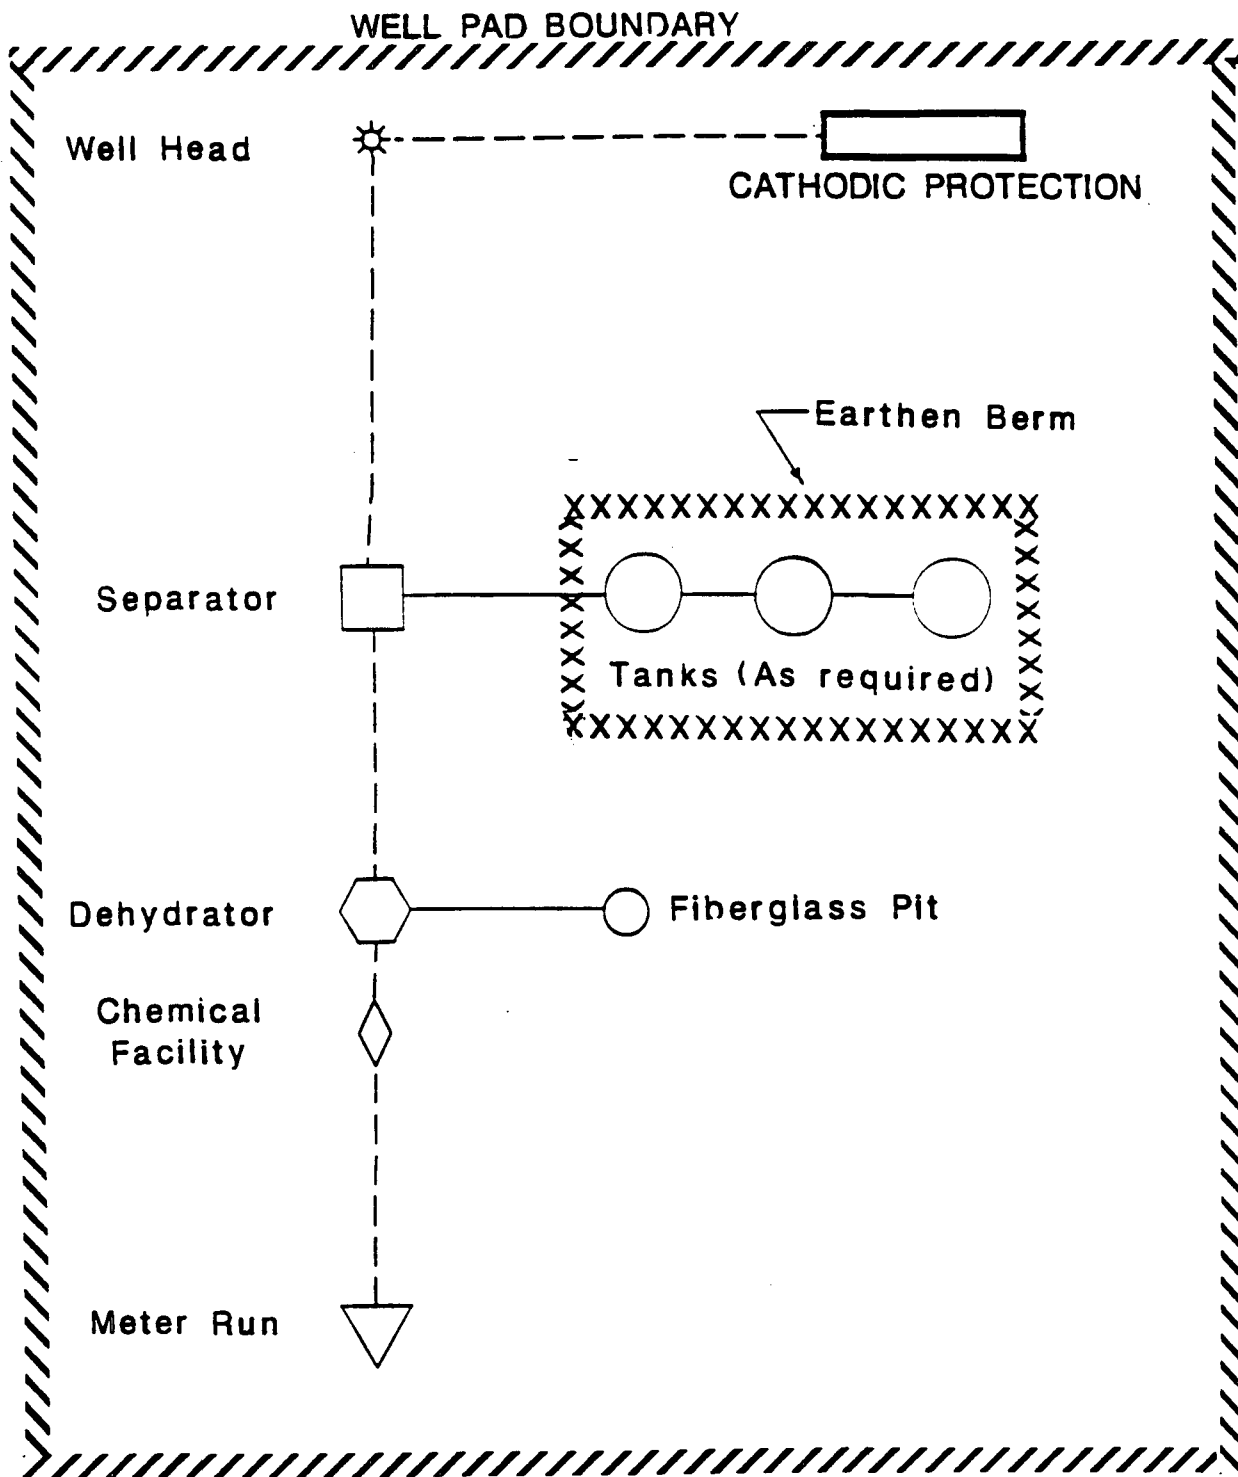 WELL PAD BOUNDARY
Well Head
CATHODIC PROTECTION
Earthen Berm
Separator
Tanks (As required)
Dehydrator
Fiberglass Pit
Chemical
Facility
Meter Run